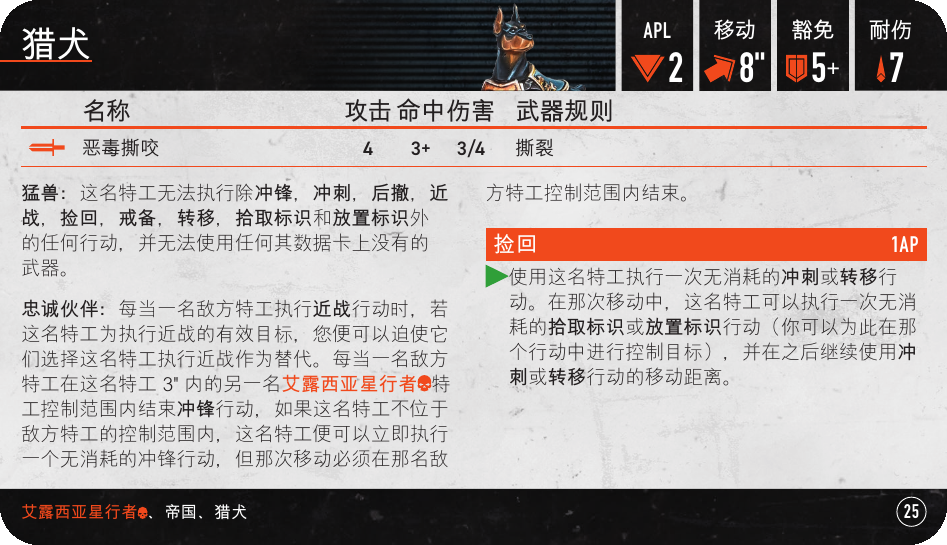 猎犬
APL 移动 豁免 耐伤
2 8" 5+ 7
名称 攻击 命中 伤害 武器规则
恶毒撕咬 4 3+ 3/4 撕裂
猛兽：这名特工无法执行除冲锋，冲刺，后撤，近
战，捡回，戒备，转移，拾取标识和放置标识外
的任何行动，并无法使用任何其数据卡上没有的
武器。
忠诚伙伴：每当一名敌方特工执行近战行动时，若
这名特工为执行近战的有效目标，您便可以迫使它
们选择这名特工执行近战作为替代。每当一名敌方
特工在这名特工 3" 内的另一名艾露西亚星行者特
工控制范围内结束冲锋行动，如果这名特工不位于
敌方特工的控制范围内，这名特工便可以立即执行
一个无消耗的冲锋行动，但那次移动必须在那名敌
方特工控制范围内结束。
捡回 1AP
使用这名特工执行一次无消耗的冲刺或转移行
动。在那次移动中，这名特工可以执行一次无消
耗的拾取标识或放置标识行动（你可以为此在那
个行动中进行控制目标），并在之后继续使用冲
刺或转移行动的移动距离。
艾露西亚星行者、帝国、猎犬
25